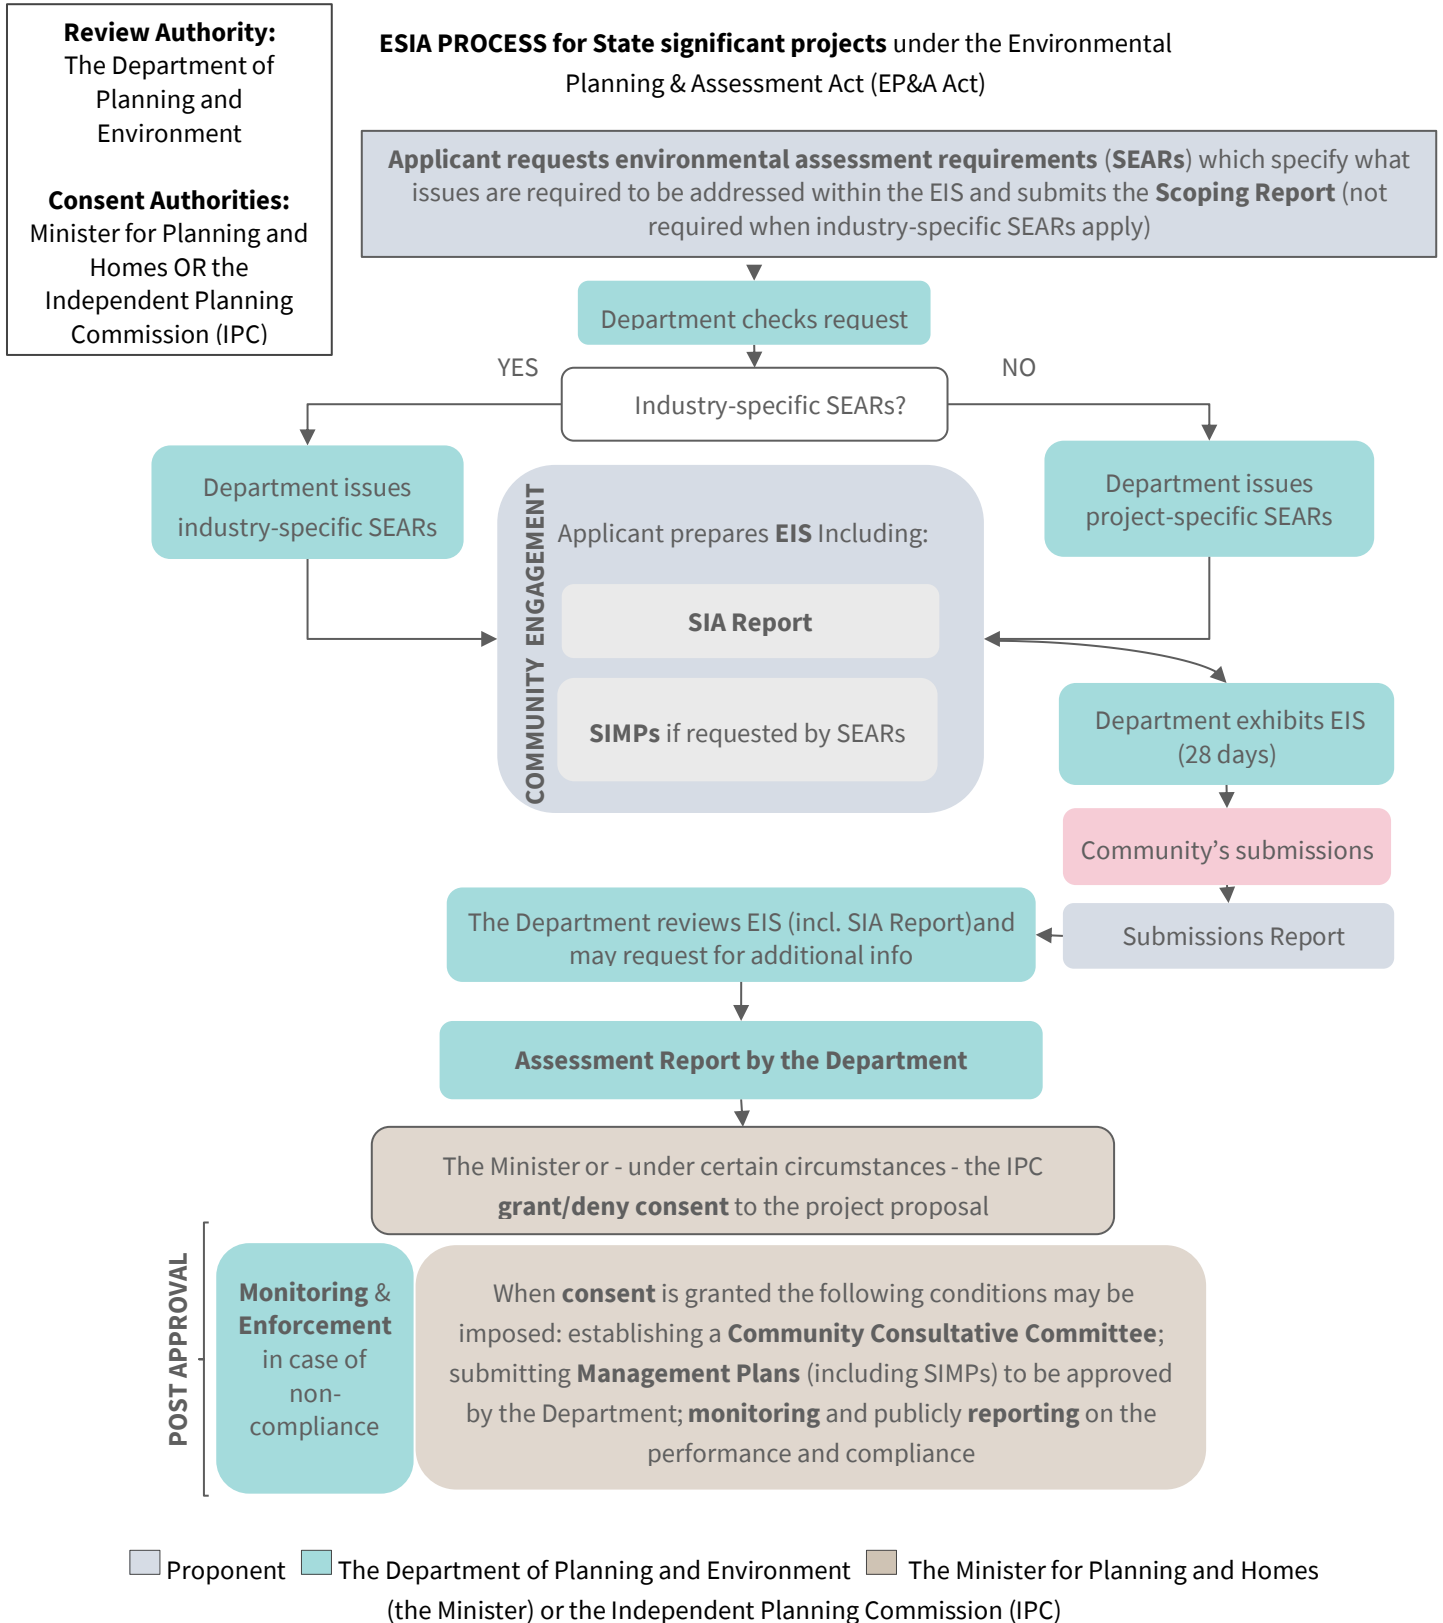 Review Authority:
The Department of
Planning and
Environment
Consent Authorities:
Minister for Planning and
Homes OR the
Independent Planning
Commission (IPC)
ESIA PROCESS for State significant projects under the Environmental
Planning & Assessment Act (EP&A Act)
Applicant requests environmental assessment requirements (SEARs) which specify what
issues are required to be addressed within the EIS and submits the Scoping Report (not
required when industry-specific SEARs apply)
Department checks request
YES
NO
Industry-specific SEARs?
Department issues
industry-specific SEARs
Department issues
project-specific SEARs
COMMUNITY ENGAGEMENT
Applicant prepares EIS Including:
SIA Report
SIMPs if requested by SEARs
Department exhibits EIS
(28 days)
Community’s submissions
Submissions Report
The Department reviews EIS (incl. SIA Report)and
may request for additional info
Assessment Report by the Department
The Minister or - under certain circumstances - the IPC
grant/deny consent to the project proposal
POST APPROVAL
Monitoring &
Enforcement
in case of
non-
compliance
When consent is granted the following conditions may be
imposed: establishing a Community Consultative Committee;
submitting Management Plans (including SIMPs) to be approved
by the Department; monitoring and publicly reporting on the
performance and compliance
Proponent The Department of Planning and Environment The Minister for Planning and Homes
(the Minister) or the Independent Planning Commission (IPC)